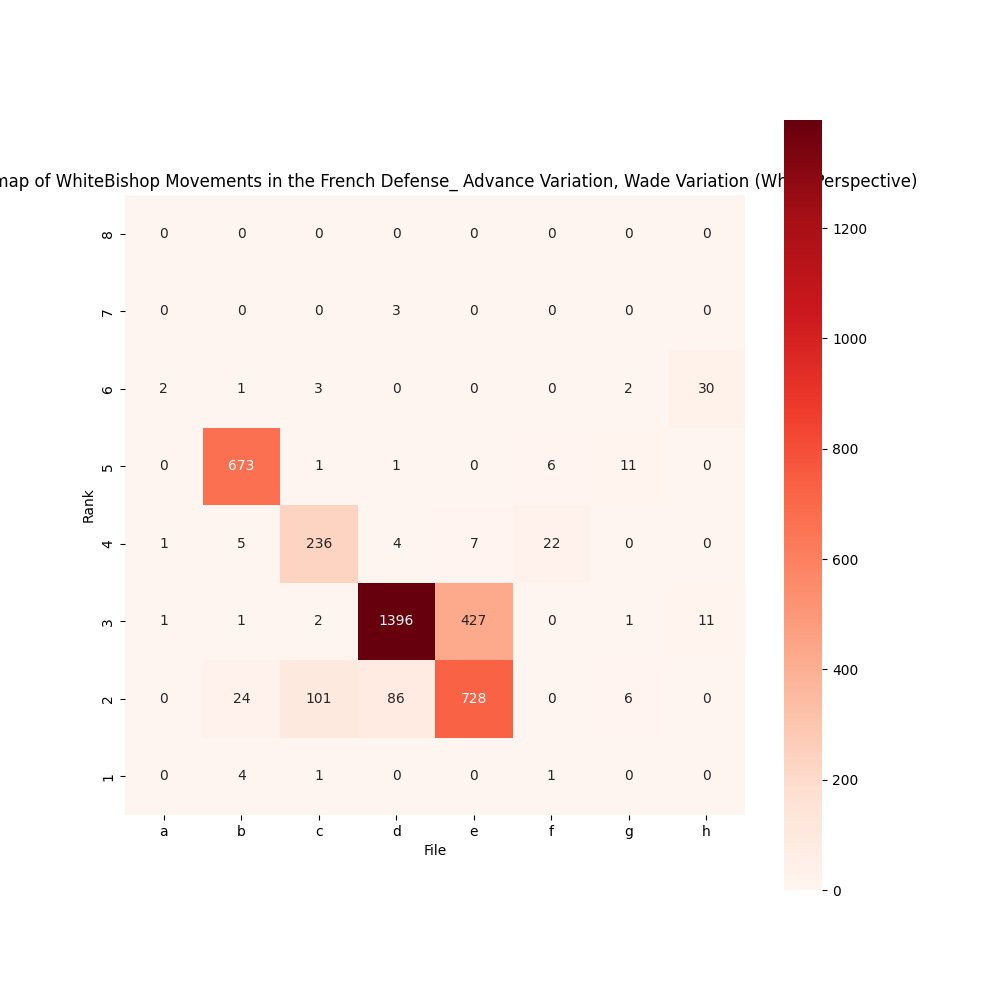 map of WhiteBishop Movements in the French Defense_ Advance Variation, Wade Variation (Wh Perspective)
8 0 0 0 0 0 0 0 0
7 0 0 0 3 0 0 0 0
6 2 1 3 0 0 0 2 30
5 0 673 1 1 0 6 11 0
4 1 5 236 4 7 22 0 0
3 1 1 2 1396 427 0 1 11
2 0 24 101 86 728 0 6 0
1 0 4 1 0 0 1 0 0
a b c d e f g h
Rank
File
1200
1000
800
600
400
200
0